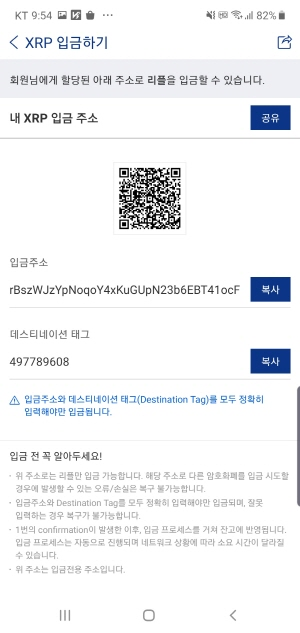 KT 9:54
82%
XRP 입금하기
회원님에게 할당된 아래 주소로 리플을 입금할 수 있습니다.
내 XRP 입금 주소
공유
입금주소
rBszWJzYpNoqoY4xKuGUpN23b6EBT41ocF
복사
데스티네이션 태그
497789608
복사
입금주소와 데스티네이션 태그(Destination Tag)를 모두 정확히
입력해야만 입금됩니다.
입금 전 꼭 알아두세요!
· 위 주소로는 리플만 입금 가능합니다. 해당 주소로 다른 암호화폐를 입금 시도할
경우에 발생할 수 있는 오류/손실은 복구 불가능합니다.
· 입금주소와 Destination Tag를 모두 정확히 입력해야만 입금되며, 잘못
입력하는 경우 복구가 불가능합니다.
· 1번의 confirmation이 발생한 이후, 입금 프로세스를 거쳐 잔고에 반영됩니다.
입금 프로세스는 자동으로 진행되며 네트워크 상황에 따라 소요 시간이 달라질
수 있습니다.
· 위 주소는 입금전용 주소입니다.